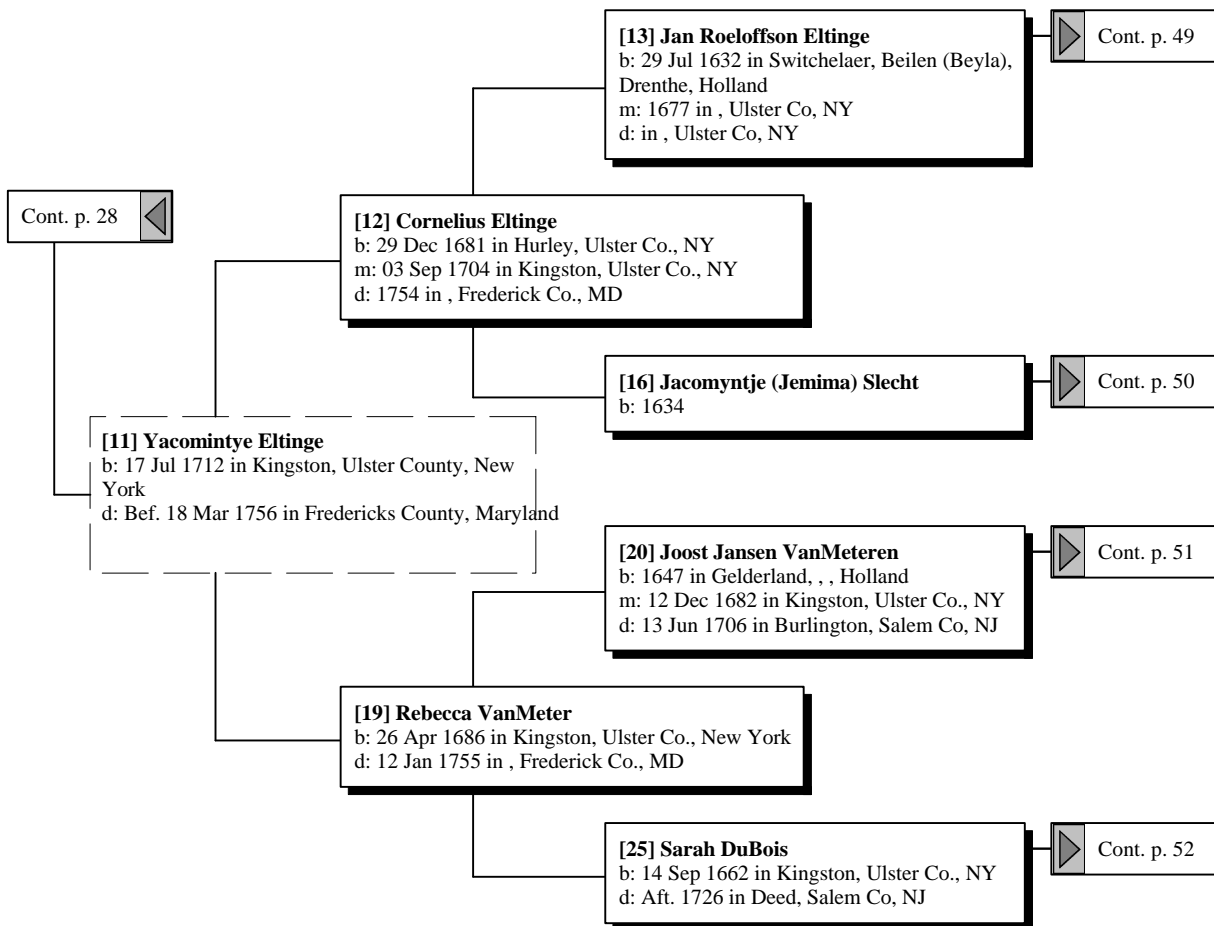 [13] Jan Roeloffson Eltinge
b: 29 Jul 1632 in Switchelaer, Beilen (Beyla),
Drenthe, Holland
m: 1677 in , Ulster Co, NY
d: in , Ulster Co, NY
Cont. p. 49
Cont. p. 28
[12] Cornelius Eltinge
b: 29 Dec 1681 in Hurley, Ulster Co., NY
m: 03 Sep 1704 in Kingston, Ulster Co., NY
d: 1754 in , Frederick Co., MD
[16] Jacomyntje (Jemima) Slecht
b: 1634
Cont. p. 50
[11] Yacomintye Eltinge
b: 17 Jul 1712 in Kingston, Ulster County, New
York
d: Bef. 18 Mar 1756 in Fredericks County, Maryland
[20] Joost Jansen VanMeteren
b: 1647 in Gelderland, , , Holland
m: 12 Dec 1682 in Kingston, Ulster Co., NY
d: 13 Jun 1706 in Burlington, Salem Co, NJ
Cont. p. 51
[19] Rebecca VanMeter
b: 26 Apr 1686 in Kingston, Ulster Co., New York
d: 12 Jan 1755 in , Frederick Co., MD
[25] Sarah DuBois
b: 14 Sep 1662 in Kingston, Ulster Co., NY
d: Aft. 1726 in Deed, Salem Co, NJ
Cont. p. 52